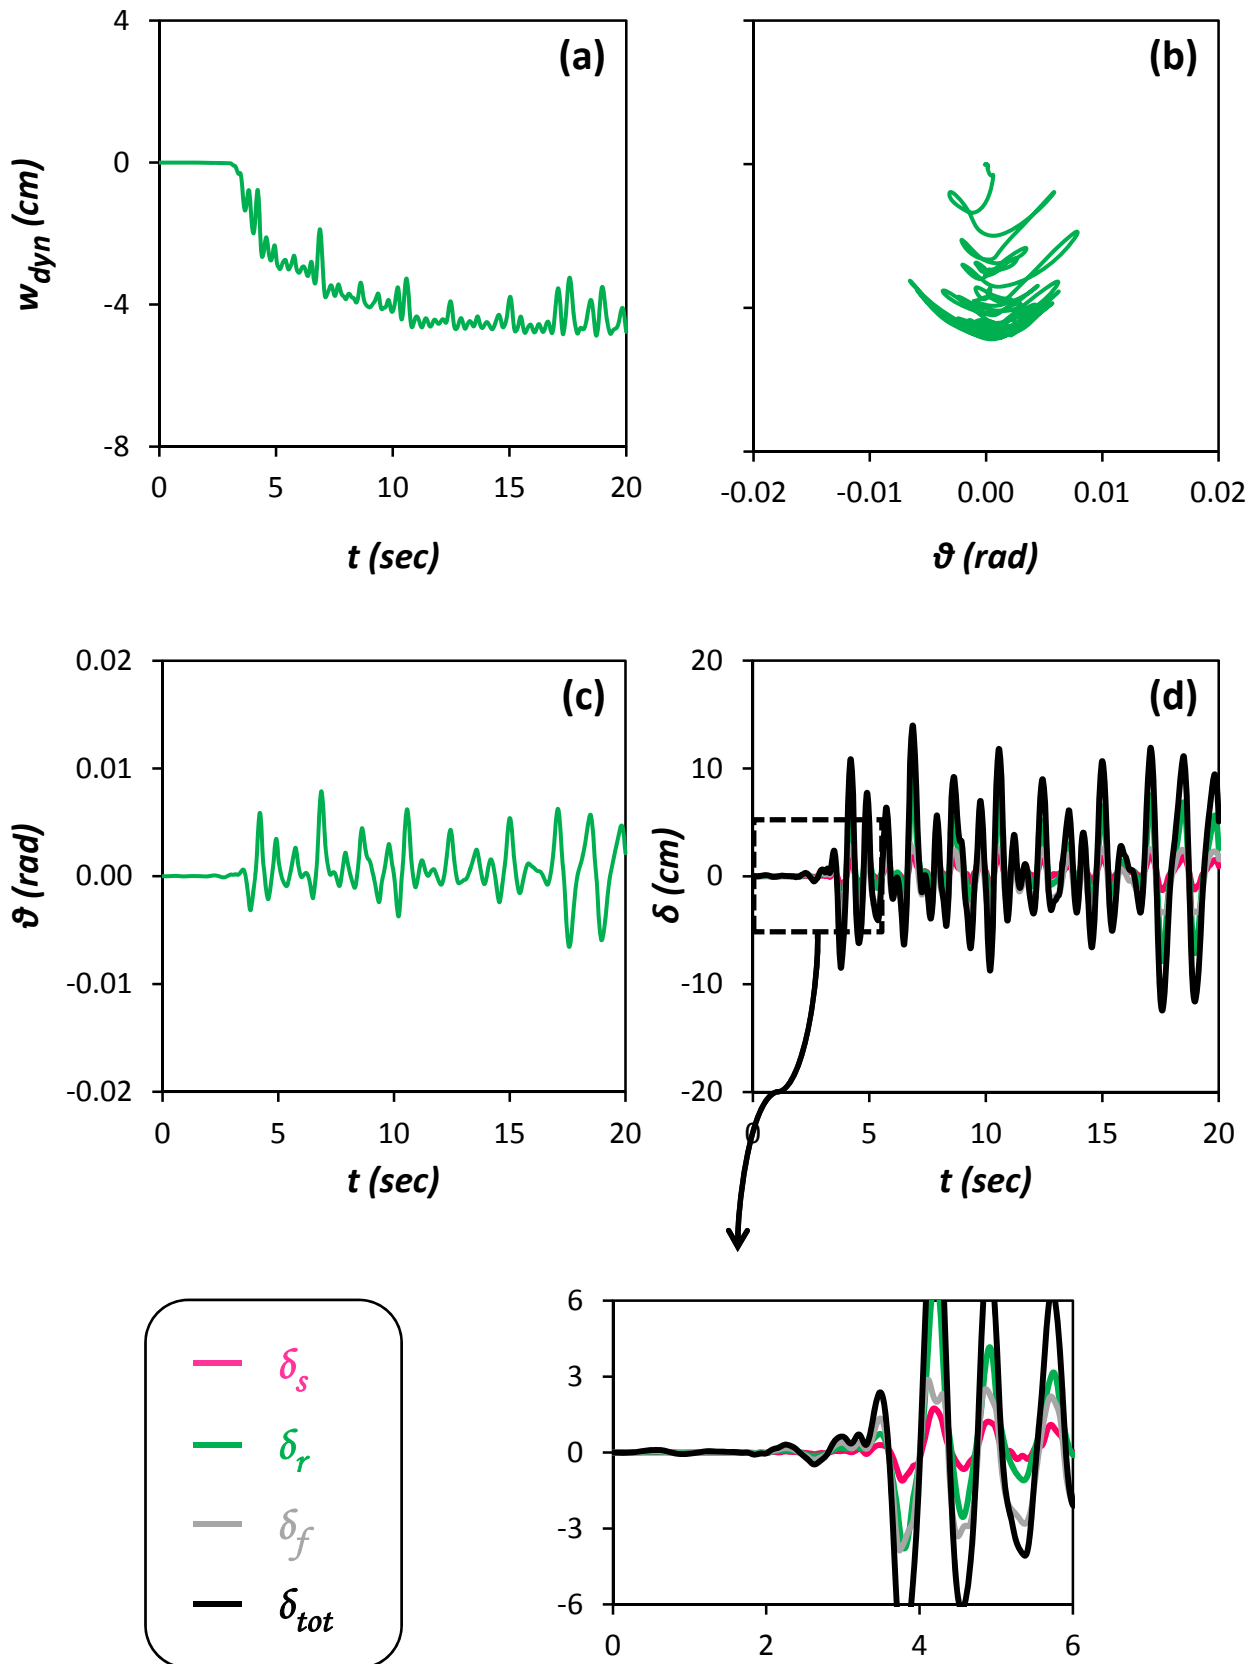 (a)
(b)
4
0
-4
-8
w_dyn (cm)
0 5 10 15 20
-0.02 -0.01 0.00 0.01 0.02
t (sec)
ϑ (rad)
(c)
(d)
0.02
0.01
0.00
-0.01
-0.02
ϑ (rad)
20
10
0
-10
-20
δ (cm)
0 5 10 15 20
0 5 10 15 20
t (sec)
t (sec)
δ_s
δ_r
δ_f
δ_tot
6
3
0
-3
-6
0 2 4 6